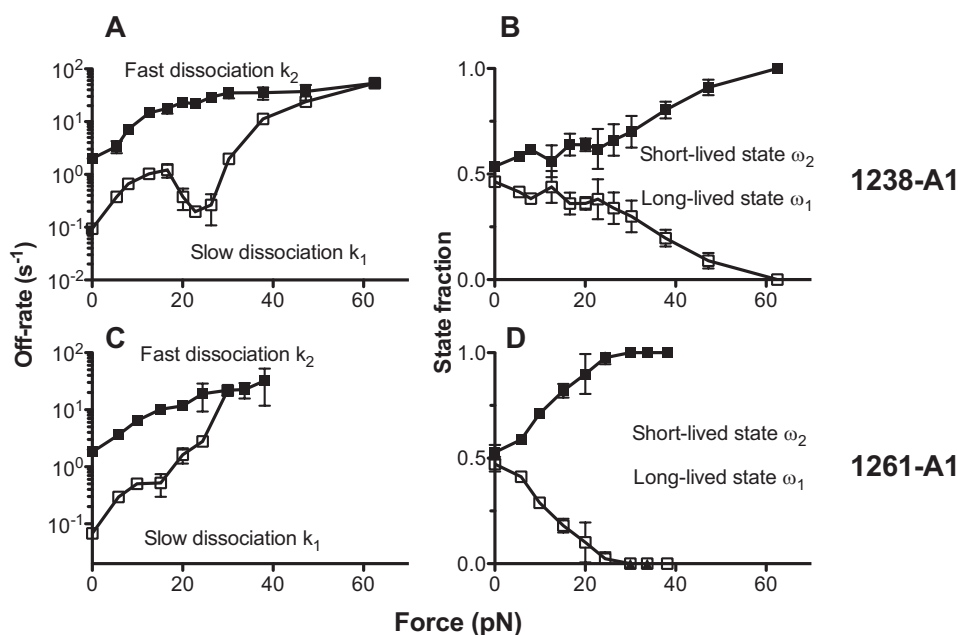 A
B
Off-rate (s⁻¹)
10²
10¹
10⁰
10⁻¹
10⁻²
Fast dissociation k₂
Slow dissociation k₁
0 20 40 60
State fraction
1.0
0.5
0.0
Short-lived state ω₂
Long-lived state ω₁
0 20 40 60
1238-A1
C
D
10²
10¹
10⁰
10⁻¹
Fast dissociation k₂
Slow dissociation k₁
0 20 40 60
1.0
0.5
0.0
Short-lived state ω₂
Long-lived state ω₁
0 20 40 60
1261-A1
Force (pN)